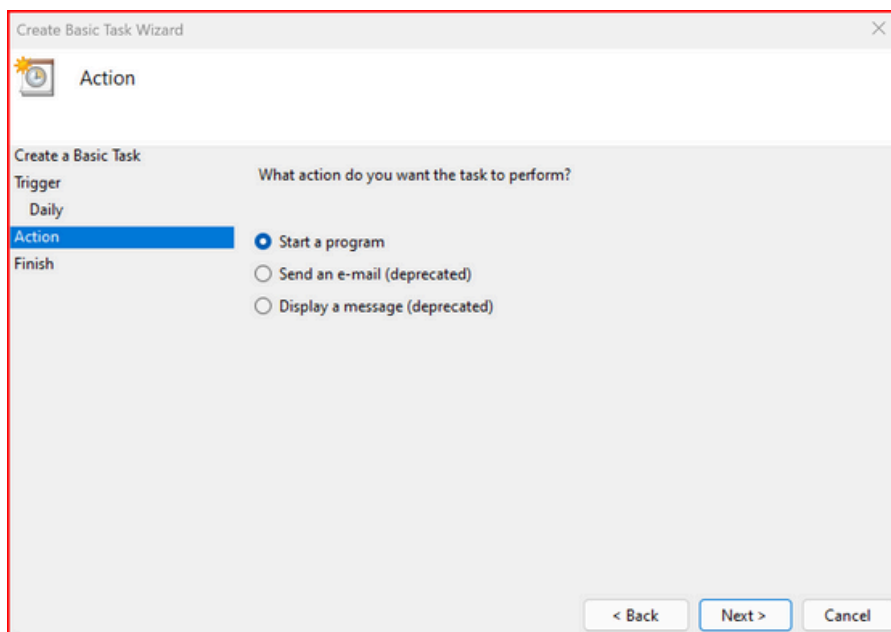 Create Basic Task Wizard
Action
Create a Basic Task
Trigger
Daily
Action
Finish
What action do you want the task to perform?
Start a program
Send an e-mail (deprecated)
Display a message (deprecated)
< Back
Next >
Cancel